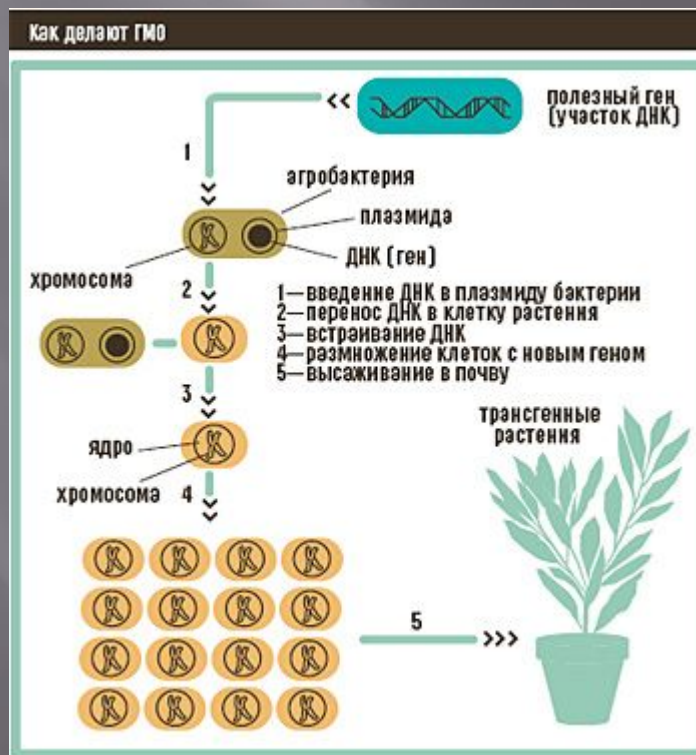 Как делают ГМО
полезный ген
(участок ДНК)
1
агробактерия
плазмида
ДНК (ген)
хромосома
2
1—введение ДНК в плазмиду бактерии
2—перенос ДНК в клетку растения
3—встраивание ДНК
4—размножение клеток с новым геном
5—высаживание в почву
3
трансгенные
растения
ядро
хромосома
4
5